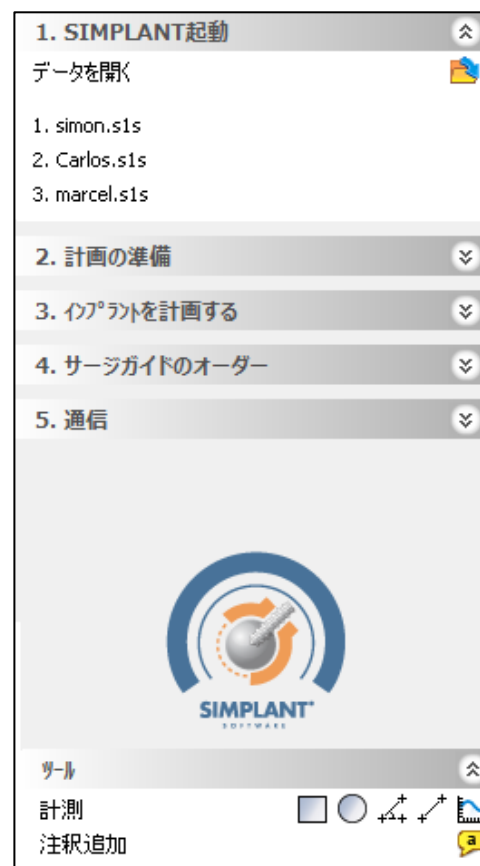 1. SIMPLANT起動
データを開く
1. simon.s1s
2. Carlos.s1s
3. marcel.s1s
2. 計画の準備
3. インプラントを計画する
4. サージガイドのオーダー
5. 通信
SIMPLANT®
SOFTWARE
ツール
計測
注釈追加
a